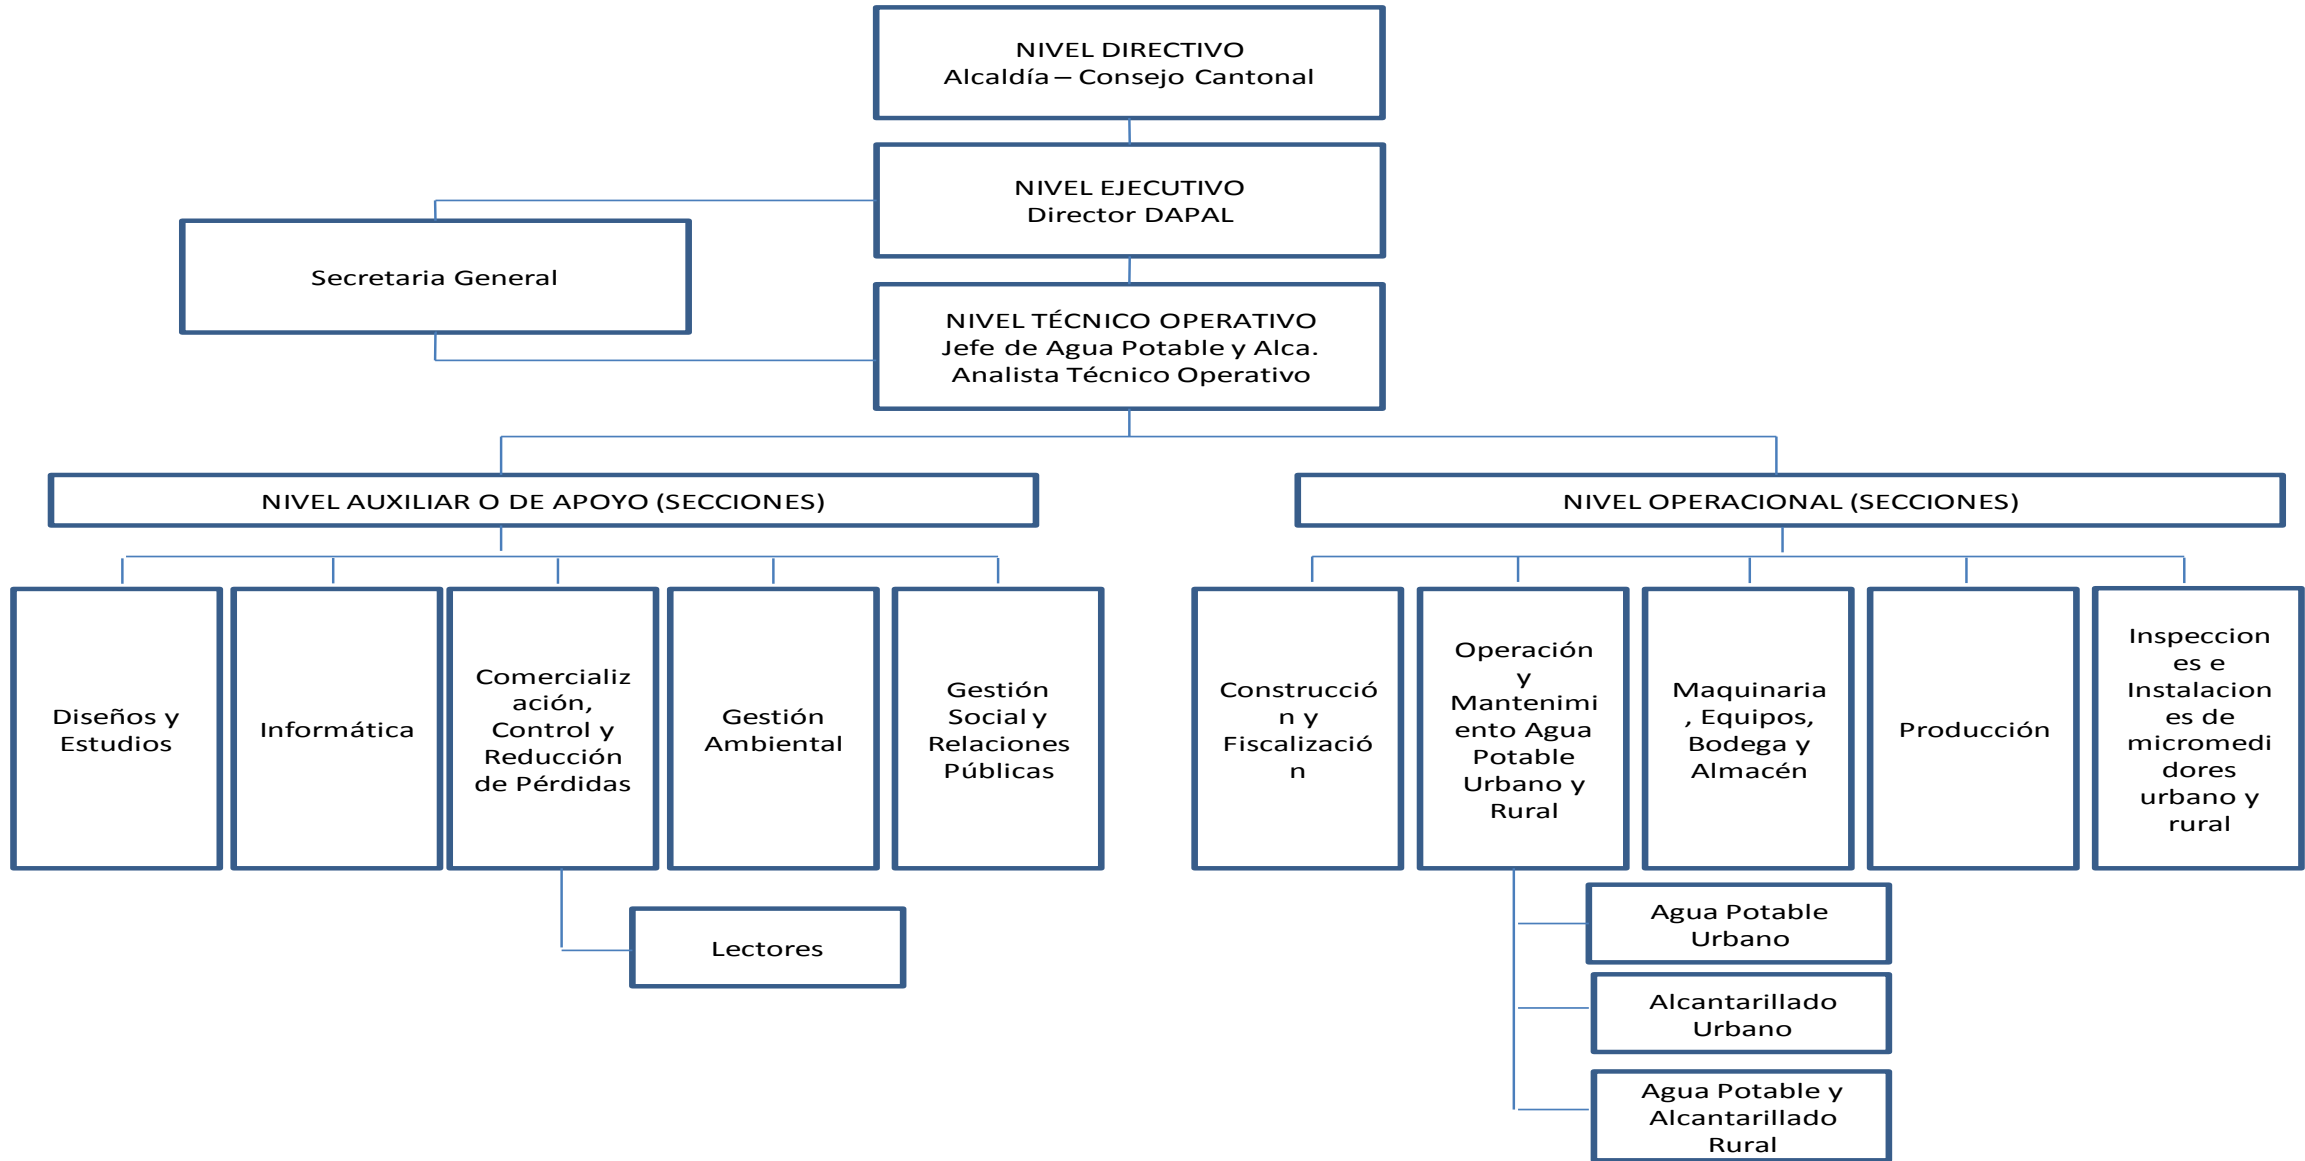 NIVEL DIRECTIVO
Alcaldía – Consejo Cantonal
NIVEL EJECUTIVO
Director DAPAL
Secretaria General
NIVEL TÉCNICO OPERATIVO
Jefe de Agua Potable y Alca.
Analista Técnico Operativo
NIVEL AUXILIAR O DE APOYO (SECCIONES)
NIVEL OPERACIONAL (SECCIONES)
Diseños y
Estudios
Informática
Comercializ
ación,
Control y
Reducción
de Pérdidas
Gestión
Ambiental
Gestión
Social y
Relaciones
Públicas
Construcció
n y
Fiscalizació
n
Operación
y
Mantenimi
ento Agua
Potable
Urbano y
Rural
Maquinaria
, Equipos,
Bodega y
Almacén
Producción
Inspeccion
es e
Instalacion
es de
micromedi
dores
urbano y
rural
Lectores
Agua Potable
Urbano
Alcantarillado
Urbano
Agua Potable y
Alcantarillado
Rural